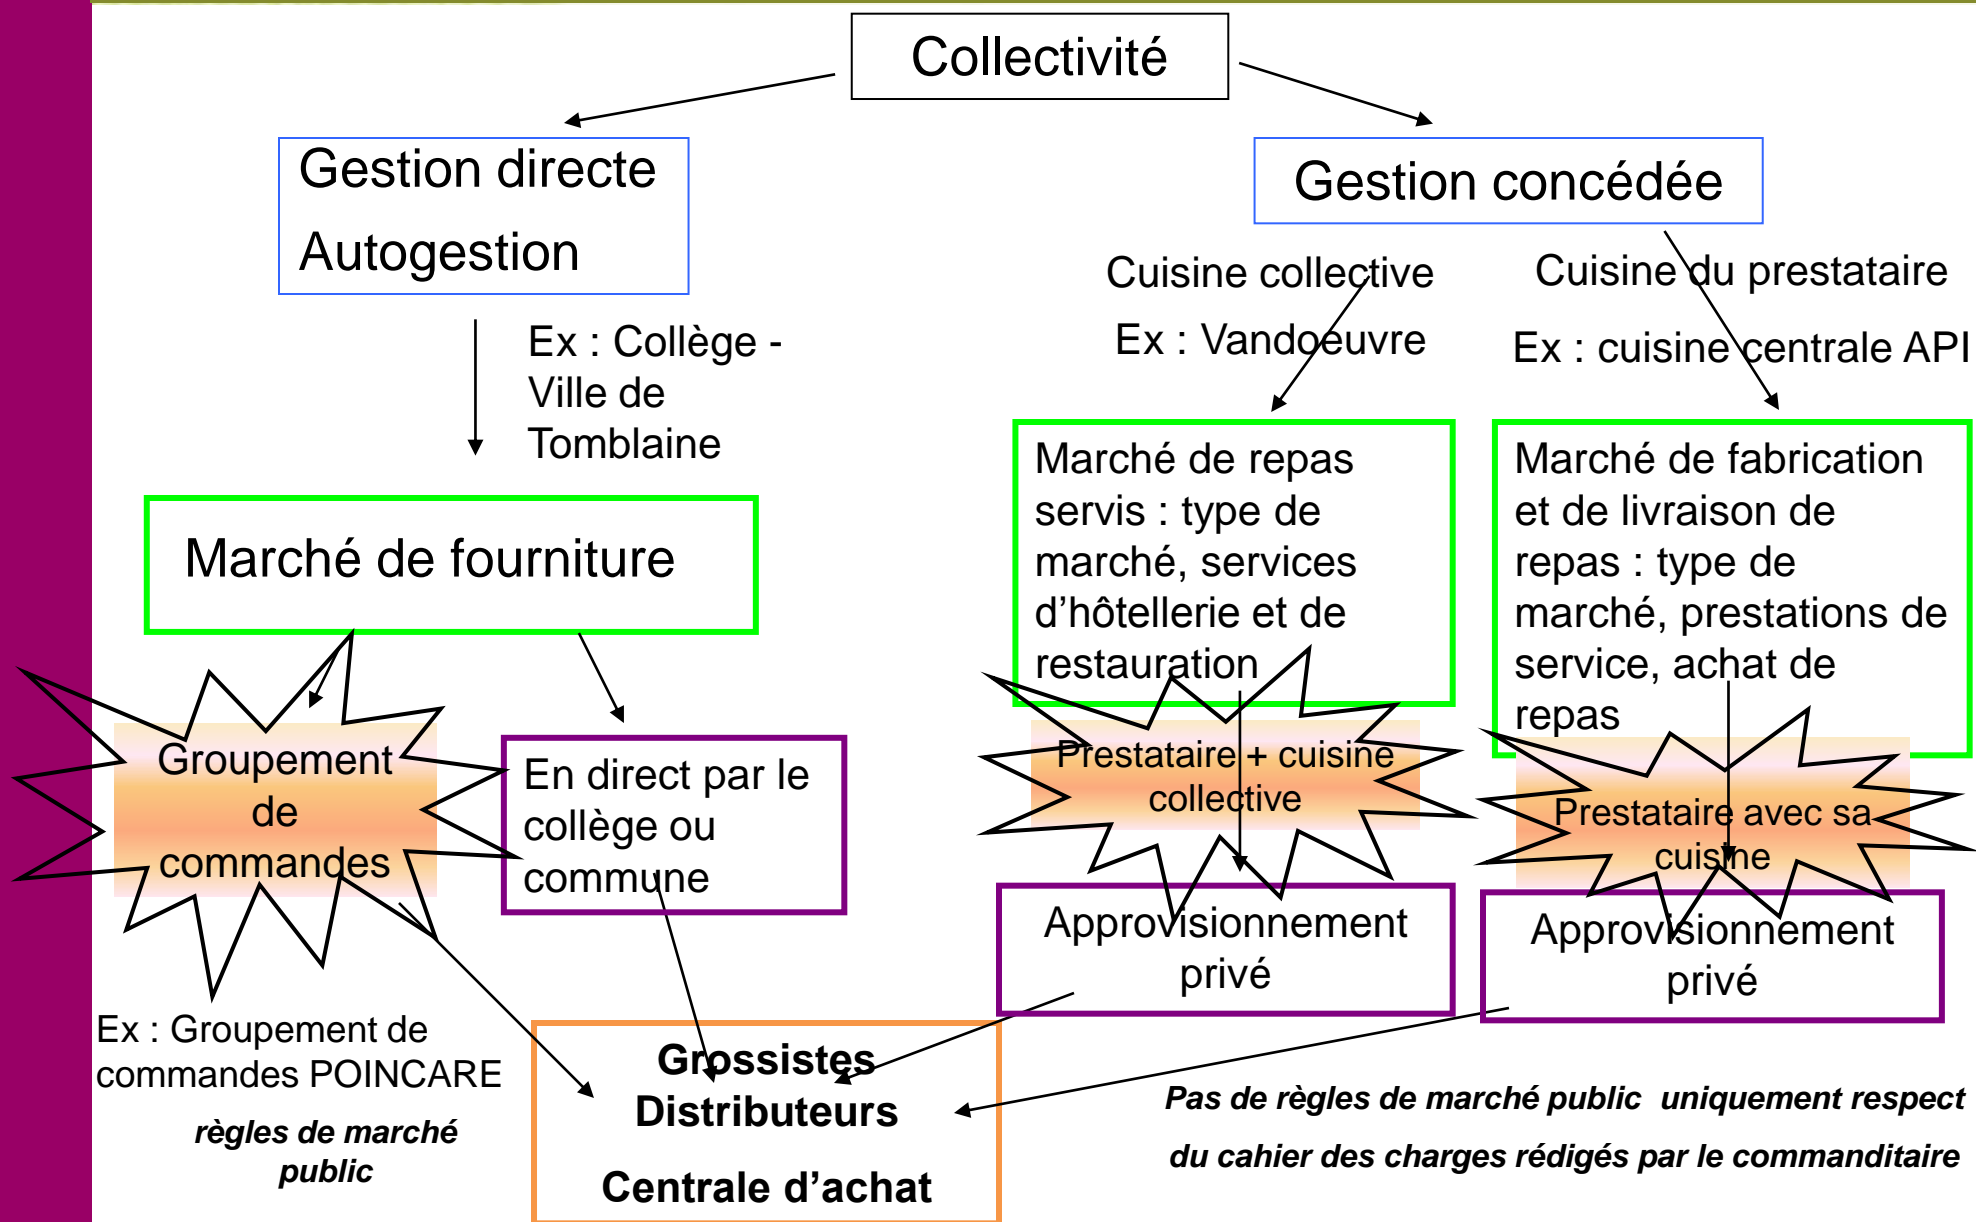 Collectivité
Gestion directe
Autogestion
Gestion concédée
Ex : Collège -
Ville de
Tomblaine
Cuisine collective
Ex : Vandoeuvre
Cuisine du prestataire
Ex : cuisine centrale API
Marché de fourniture
Marché de repas
servis : type de
marché, services
d’hôtellerie et de
restauration
Marché de fabrication
et de livraison de
repas : type de
marché, prestations de
service, achat de
repas
Groupement
de
commandes
En direct par le
collège ou
commune
Prestataire + cuisine
collective
Prestataire avec sa
cuisine
Approvisionnement
privé
Approvisionnement
privé
Ex : Groupement de
commandes POINCARE
règles de marché
public
Grossistes
Distributeurs
Centrale d’achat
Pas de règles de marché public uniquement respect
du cahier des charges rédigés par le commanditaire